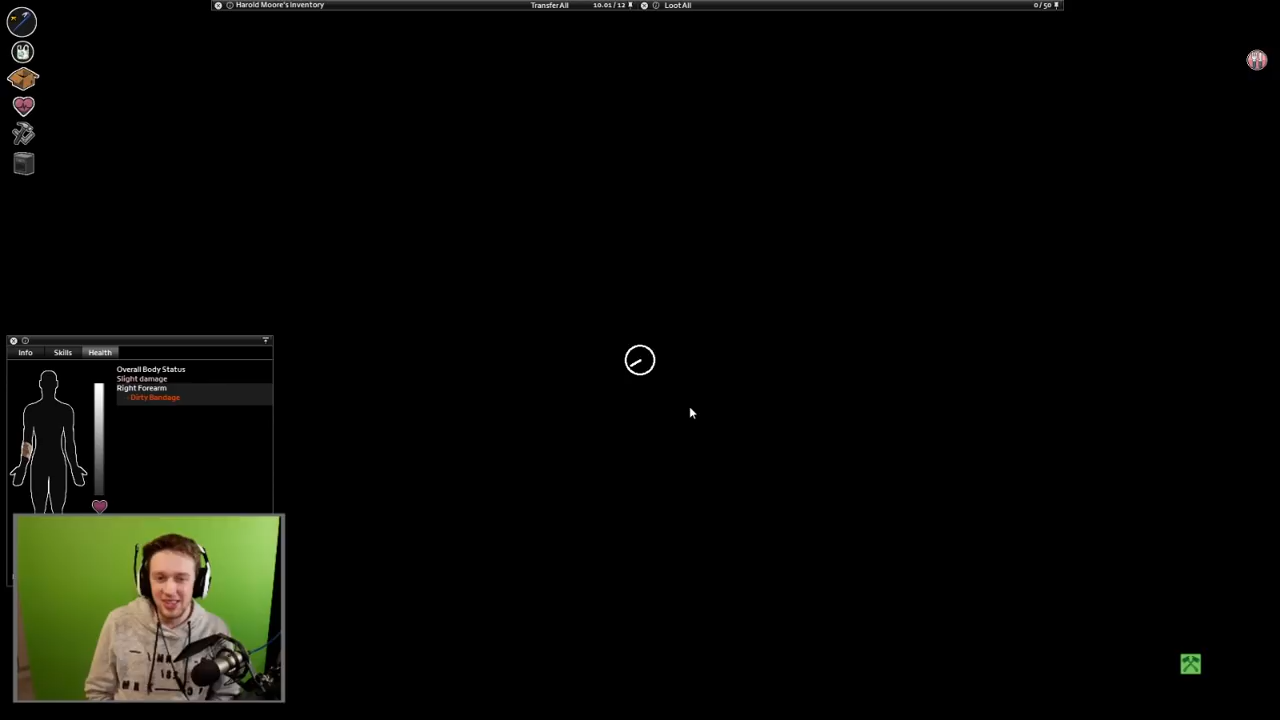 Harold Moore's Inventory
Transfer All
10.01 / 12
Loot All
0 / 50
Info
Skills
Health
Overall Body Status
Slight damage
Right Forearm
- Dirty Bandage